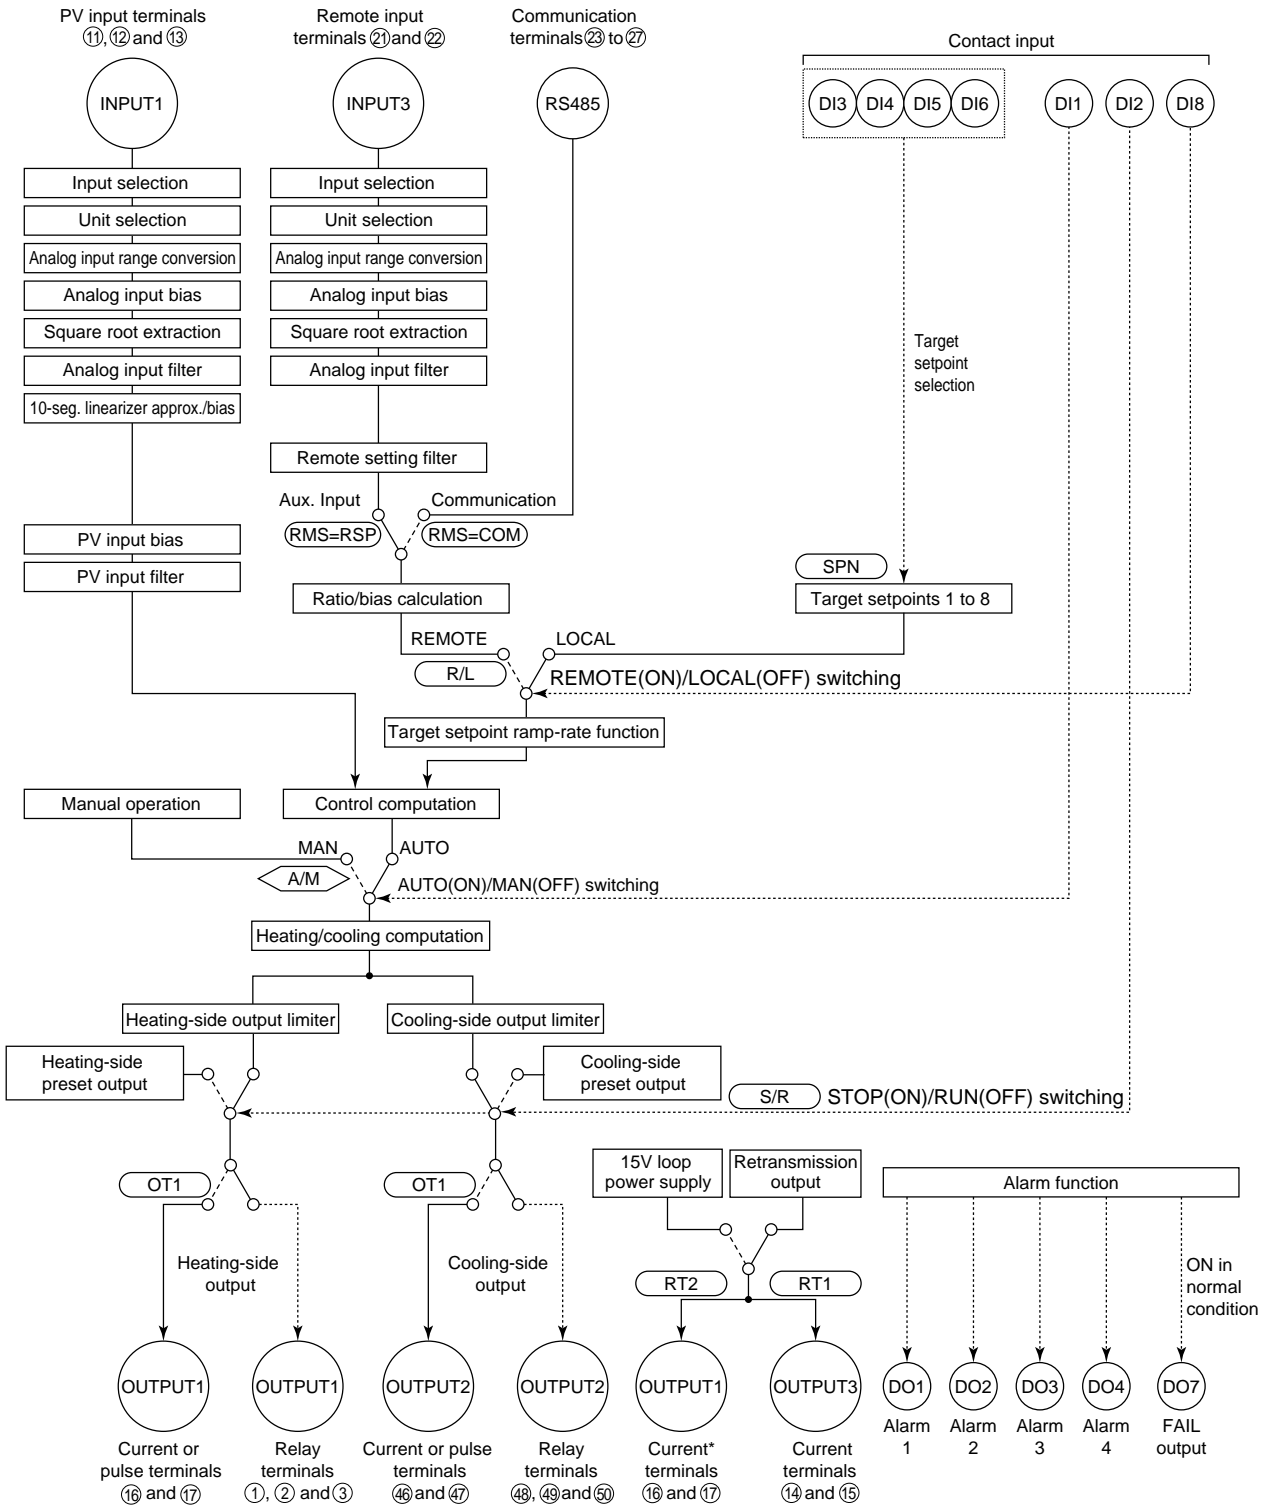 PV input terminals
⑪, ⑫ and ⑬
Remote input
terminals ㉑ and ㉒
Communication
terminals ㉓ to ㉗
Contact input
INPUT1
INPUT3
RS485
DI3
DI4
DI5
DI6
DI1
DI2
DI8
Input selection
Unit selection
Analog input range conversion
Analog input bias
Square root extraction
Analog input filter
10-seg. linearizer approx./bias
Input selection
Unit selection
Analog input range conversion
Analog input bias
Square root extraction
Analog input filter
Target
setpoint
selection
Remote setting filter
Aux. Input
Communication
RMS=RSP
RMS=COM
PV input bias
PV input filter
Ratio/bias calculation
SPN
Target setpoints 1 to 8
REMOTE
LOCAL
R/L
REMOTE(ON)/LOCAL(OFF) switching
Target setpoint ramp-rate function
Manual operation
Control computation
MAN
AUTO
A/M
AUTO(ON)/MAN(OFF) switching
Heating/cooling computation
Heating-side output limiter
Cooling-side output limiter
Heating-side
preset output
Cooling-side
preset output
S/R
STOP(ON)/RUN(OFF) switching
OT1
OT1
15V loop
power supply
Retransmission
output
Alarm function
Heating-side
output
Cooling-side
output
RT2
RT1
ON in
normal
condition
OUTPUT1
OUTPUT1
OUTPUT2
OUTPUT2
OUTPUT1
OUTPUT3
DO1
DO2
DO3
DO4
DO7
Current or
pulse terminals
⑯ and ⑰
Relay
terminals
①, ② and ③
Current or pulse
terminals
㊻ and ㊼
Relay
terminals
㊽, ㊾ and ㊿
Current*
terminals
⑯ and ⑰
Current
terminals
⑭ and ⑮
Alarm
1
Alarm
2
Alarm
3
Alarm
4
FAIL
output